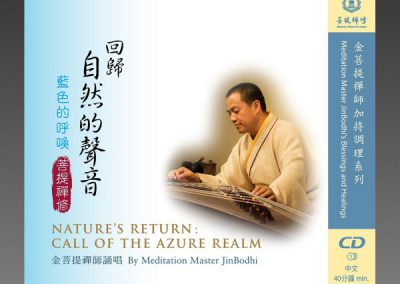 回歸
自然的聲音
藍色的呼喚
菩提禪修
NATURE'S RETURN:
CALL OF THE AZURE REALM
金菩提禪師誦唱 By Meditation Master JinBodhi
菩提禪修
金菩提禪師加持調理系列
Meditation Master JinBodhi's Blessings and Healings
CD
中文
40分鐘 min.